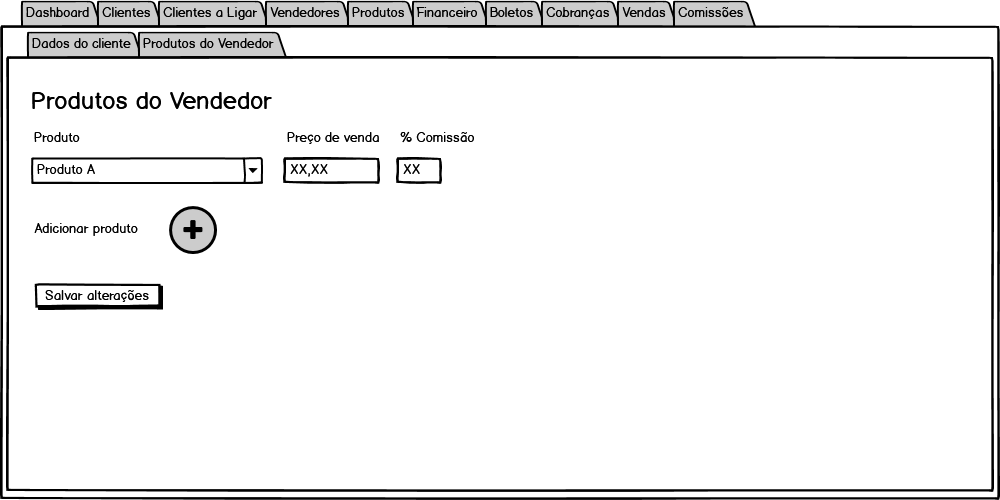 Dashboard Clientes Clientes a Ligar Vendedores Produtos Financeiro Boletos Cobranças Vendas Comissões
Dados do cliente Produtos do Vendedor
Produtos do Vendedor
Produto Preço de venda % Comissão
Produto A XX,XX XX
Adicionar produto
Salvar alterações